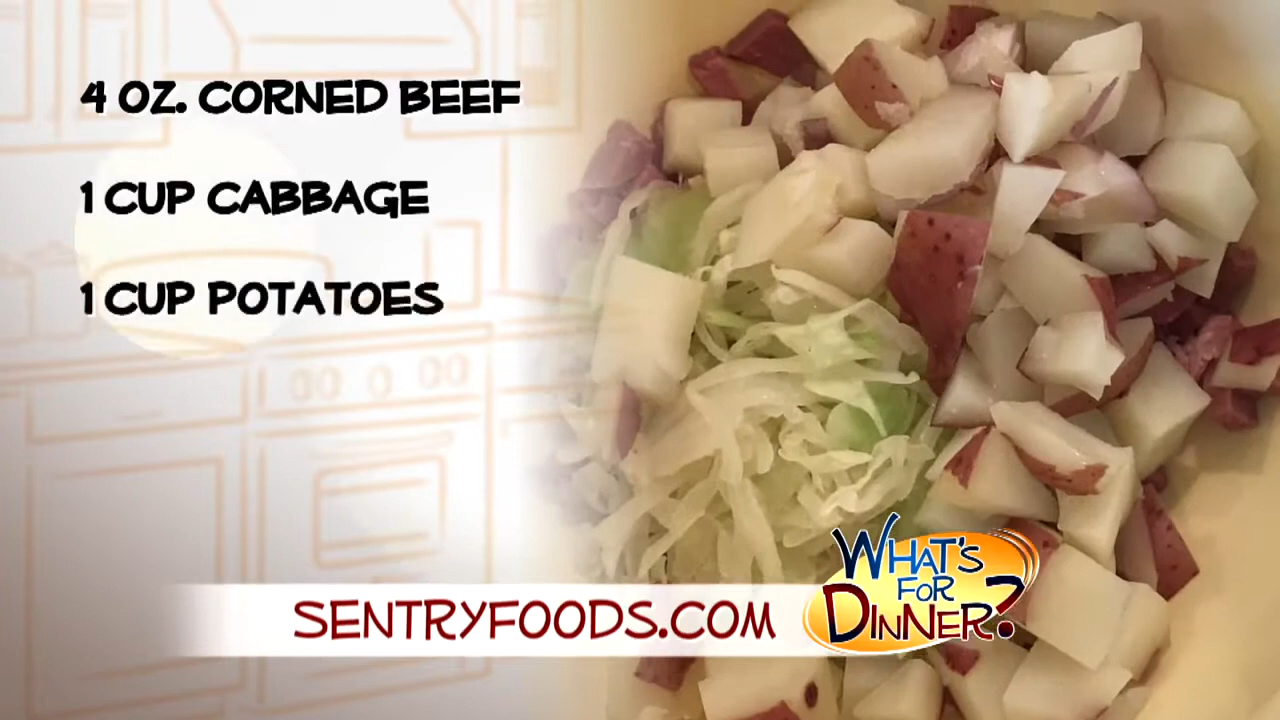 4 OZ. CORNED BEEF
1 CUP CABBAGE
1 CUP POTATOES
SENTRYFOODS.COM
WHAT'S
FOR
DINNER?